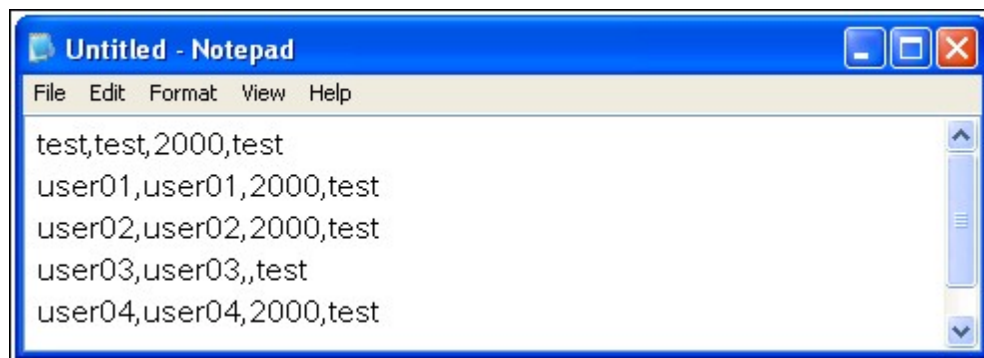 Untitled - Notepad
File Edit Format View Help
test,test,2000,test
user01,user01,2000,test
user02,user02,2000,test
user03,user03,,test
user04,user04,2000,test